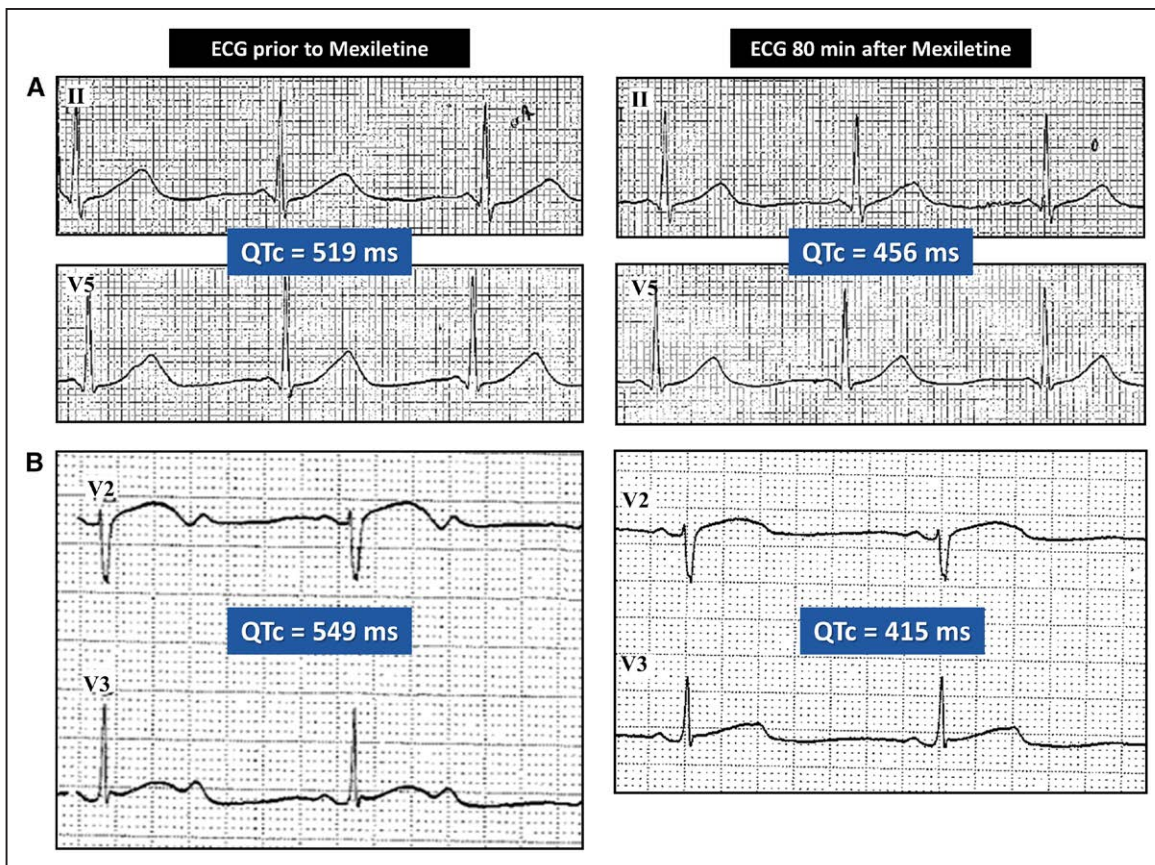 ECG prior to Mexiletine
ECG 80 min after Mexiletine
A
II
II
QTc = 519 ms
QTc = 456 ms
V5
V5
B
V2
V2
QTc = 549 ms
QTc = 415 ms
V3
V3